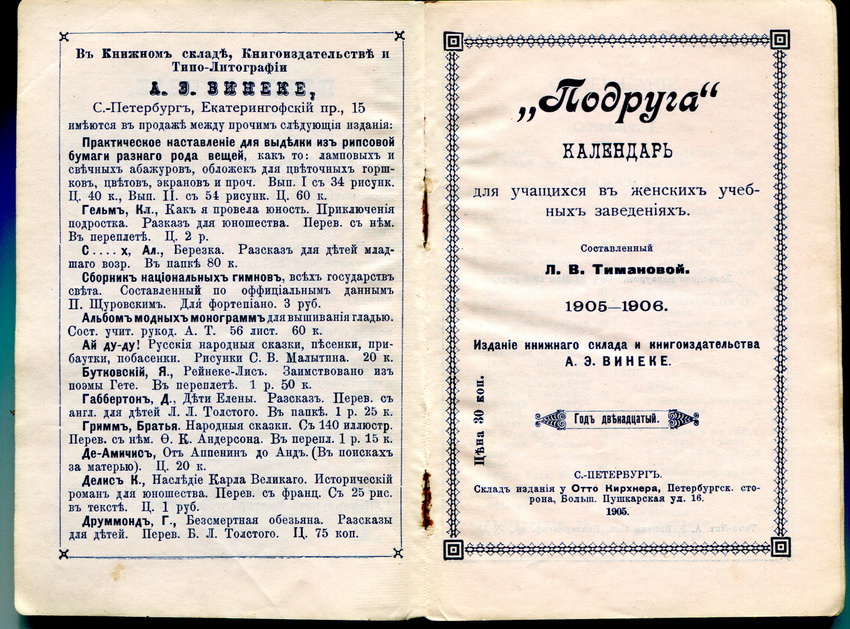 Въ Книжномъ складѣ, Книгоиздательствѣ и
Типо-Литографіи
А. Э. ВИНЕКЕ,
С.-Петербургъ, Екатерингофскій пр., 15
имѣются въ продажѣ между прочимъ слѣдующія изданія:
Практическое наставленіе для выдѣлки изъ рипсовой
бумаги разнаго рода вещей, какъ то: ламповыхъ и
свѣчныхъ абажуровъ, обложекъ для цвѣточныхъ горш-
ковъ, цвѣтовъ, экрановъ и проч. Вып. I съ 34 рисунк.
Ц. 40 к., Вып. II. съ 54 рисунк. Ц. 60 к.
Гельмъ, Кл., Какъ я провела юность. Приключенія
подростка. Разказъ для юношества. Перев. съ нѣм.
Въ переплетѣ. Ц. 2 р.
С....х, Ал., Березка. Разсказъ для дѣтей млад-
шаго возр. Въ папкѣ 80 к.
Сборникъ національныхъ гимновъ, всѣхъ государствъ
свѣта. Составленный по оффиціальнымъ даннымъ
П. Щуровскимъ. Для фортепіано. 3 руб.
Альбомъ модныхъ монограммъ для вышиванія гладью.
Сост. учит. рукод. А. Т. 56 лист. 60 к.
Ай ду-ду! Русскія народныя сказки, пѣсенки, при-
баутки, побасенки. Рисунки С. В. Малютина. 20 к.
Бутковскій, Я., Рейнеке-Лисъ. Заимствовано изъ
поэмы Гете. Въ переплетѣ. 1 р. 50 к.
Габбертонъ, Д., Дѣти Елены. Разсказъ. Перев. съ
англ. для дѣтей Л. Л. Толстого. Въ папкѣ. 1 р. 25 к.
Гриммъ, Братья. Народныя сказки. Съ 140 иллюстр.
Перев. съ нѣм. Ѳ. К. Андерсона. Въ перепл. 1 р. 15 к.
Де-Амичисъ, Отъ Аппенинъ до Андъ. (Въ поискахъ
за матерью). Ц. 20 к.
Делисъ К., Наслѣдіе Карла Великаго. Историческій
романъ для юношества. Перев. съ франц. Съ 25 рис.
въ текстѣ. Ц. 1 руб.
Друммондъ, Г., Безсмертная обезьяна. Разсказы
для дѣтей. Перев. Б. Л. Толстого. Ц. 75 коп.
„Подруга“
КАЛЕНДАРЬ
для учащихся въ женскихъ учеб-
ныхъ заведеніяхъ.
Составленный
Л. В. Тимановой.
1905—1906.
Изданіе книжнаго склада и книгоиздательства
А. Э. ВИНЕКЕ.
Цѣна 30 коп.
Годъ двѣнадцатый.
С.-ПЕТЕРБУРГЪ.
Складъ изданія у Отто Кирхнера, Петербургск. сто-
рона, Больш. Пушкарская ул. 16.
1905.